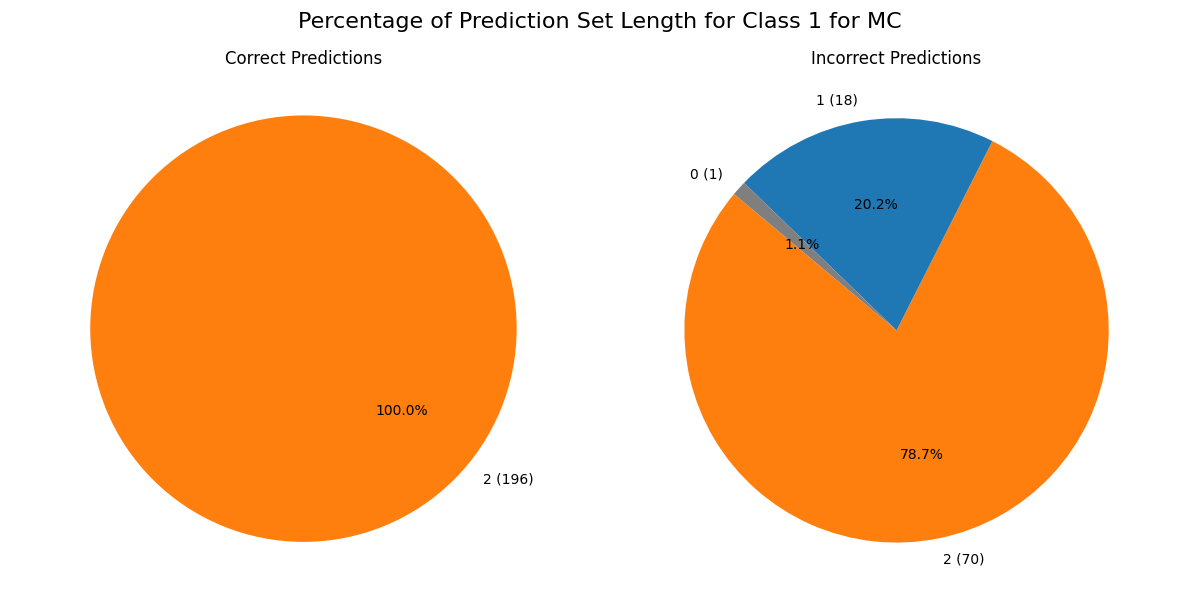 Percentage of Prediction Set Length for Class 1 for MC
Correct Predictions
100.0%
2 (196)
Incorrect Predictions
1 (18)
0 (1)
20.2%
1.1%
78.7%
2 (70)